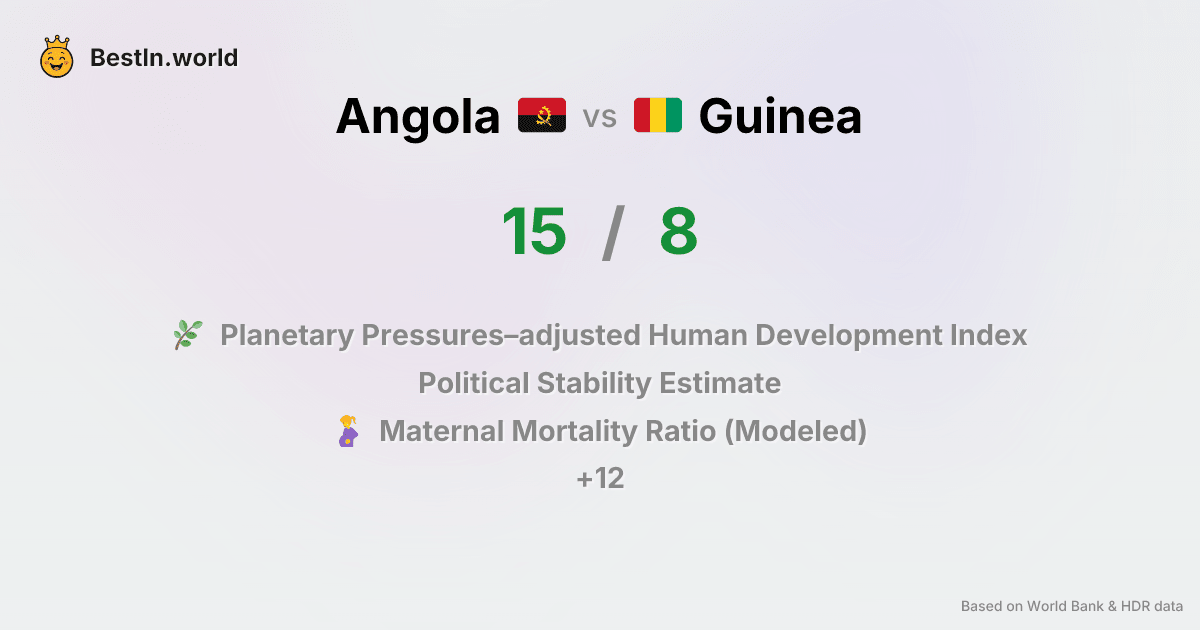 BestIn.world
Angola vs Guinea
15 / 8
Planetary Pressures–adjusted Human Development Index
Political Stability Estimate
Maternal Mortality Ratio (Modeled)
+12
Based on World Bank & HDR data